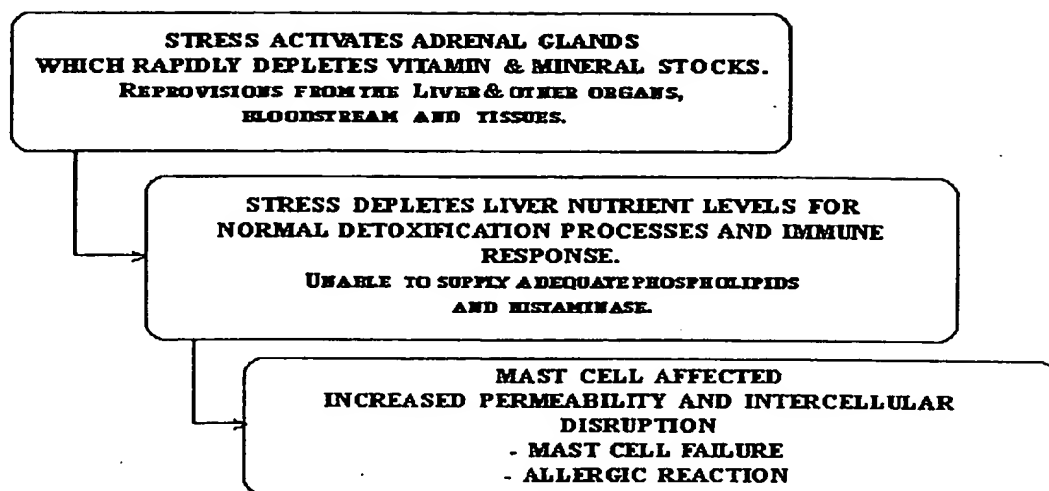 STRESS ACTIVATES ADRENAL GLANDS
WHICH RAPIDLY DEPLETES VITAMIN & MINERAL STOCKS.
REPROVISIONS FROM THE LIVER & OTHER ORGANS,
BLOODSTREAM AND TISSUES.
STRESS DEPLETES LIVER NUTRIENT LEVELS FOR
NORMAL DETOXIFICATION PROCESSES AND IMMUNE
RESPONSE.
UNABLE TO SUPPLY ADEQUATE PHOSPHOLIPIDS
AND HISTAMINASE.
MAST CELL AFFECTED
INCREASED PERMEABILITY AND INTERCELLULAR
DISRUPTION
- MAST CELL FAILURE
- ALLERGIC REACTION